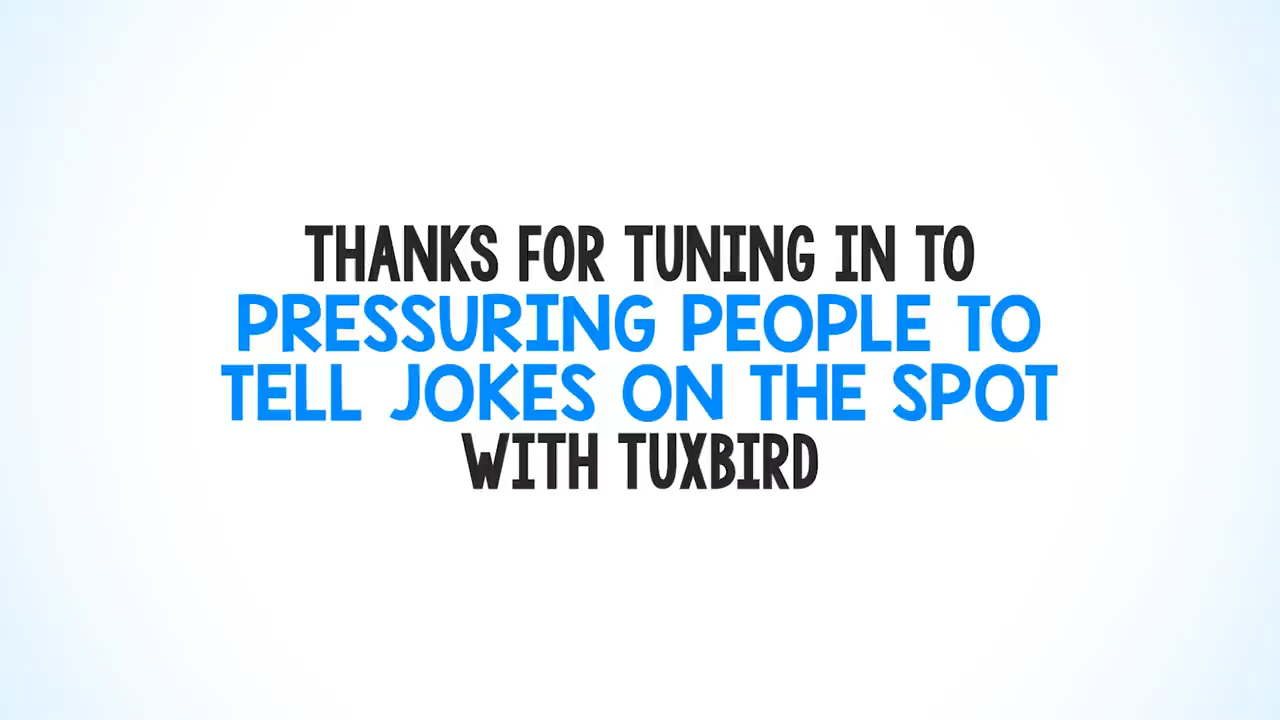 THANKS FOR TUNING IN TO
PRESSURING PEOPLE TO
TELL JOKES ON THE SPOT
WITH TUXBIRD